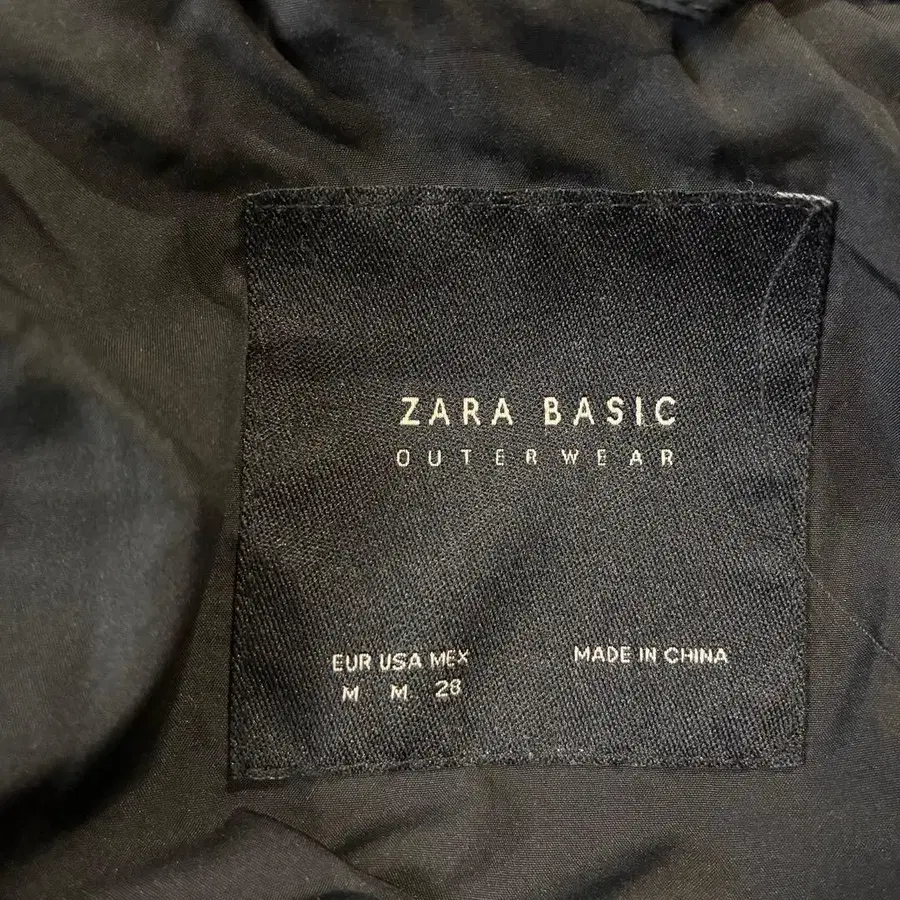 ZARA BASIC
OUTERWEAR
EUR USA MEX
M M 28
MADE IN CHINA